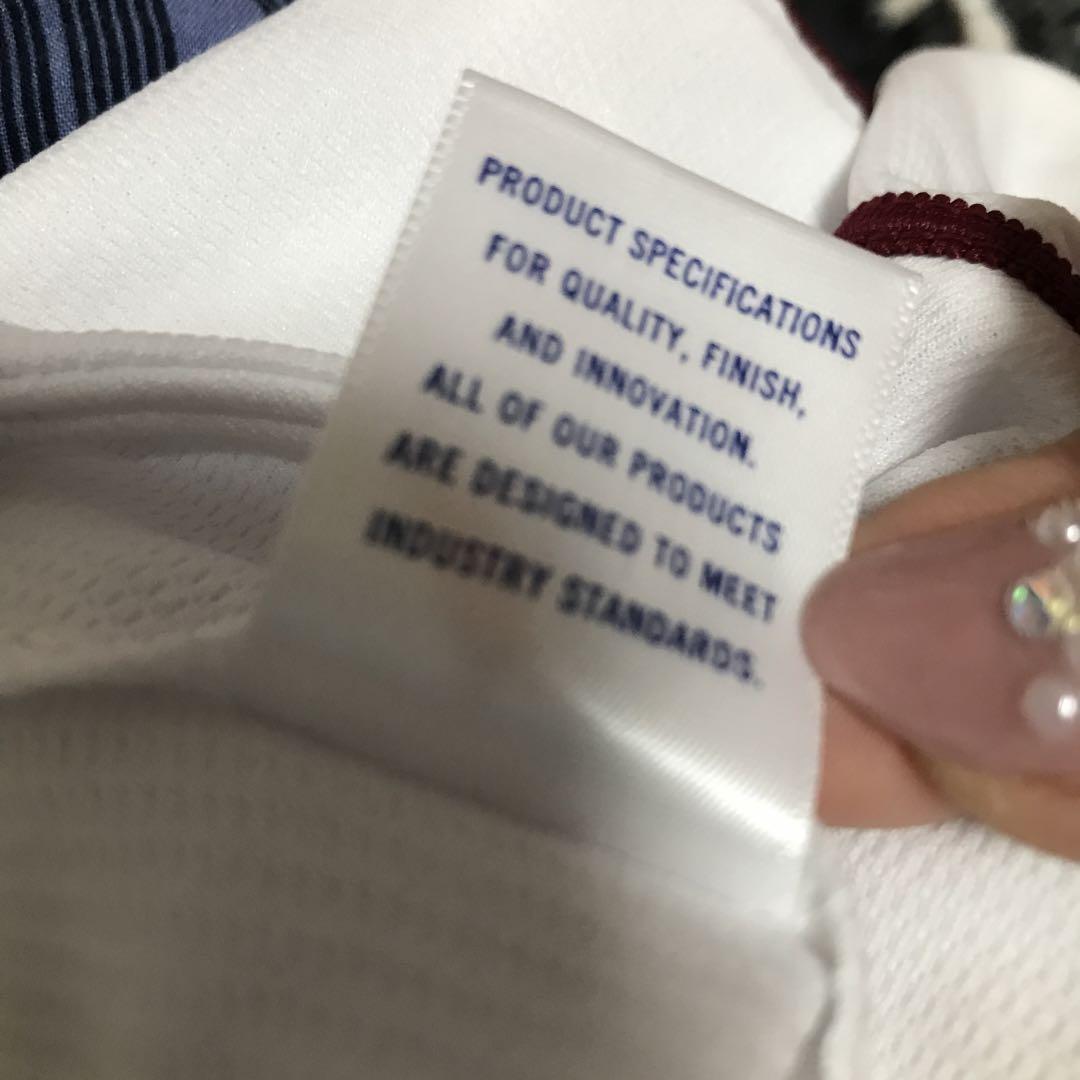 PRODUCT SPECIFICATIONS
FOR QUALITY, FINISH,
AND INNOVATION.
ALL OF OUR PRODUCTS
ARE DESIGNED TO MEET
INDUSTRY STANDARDS.